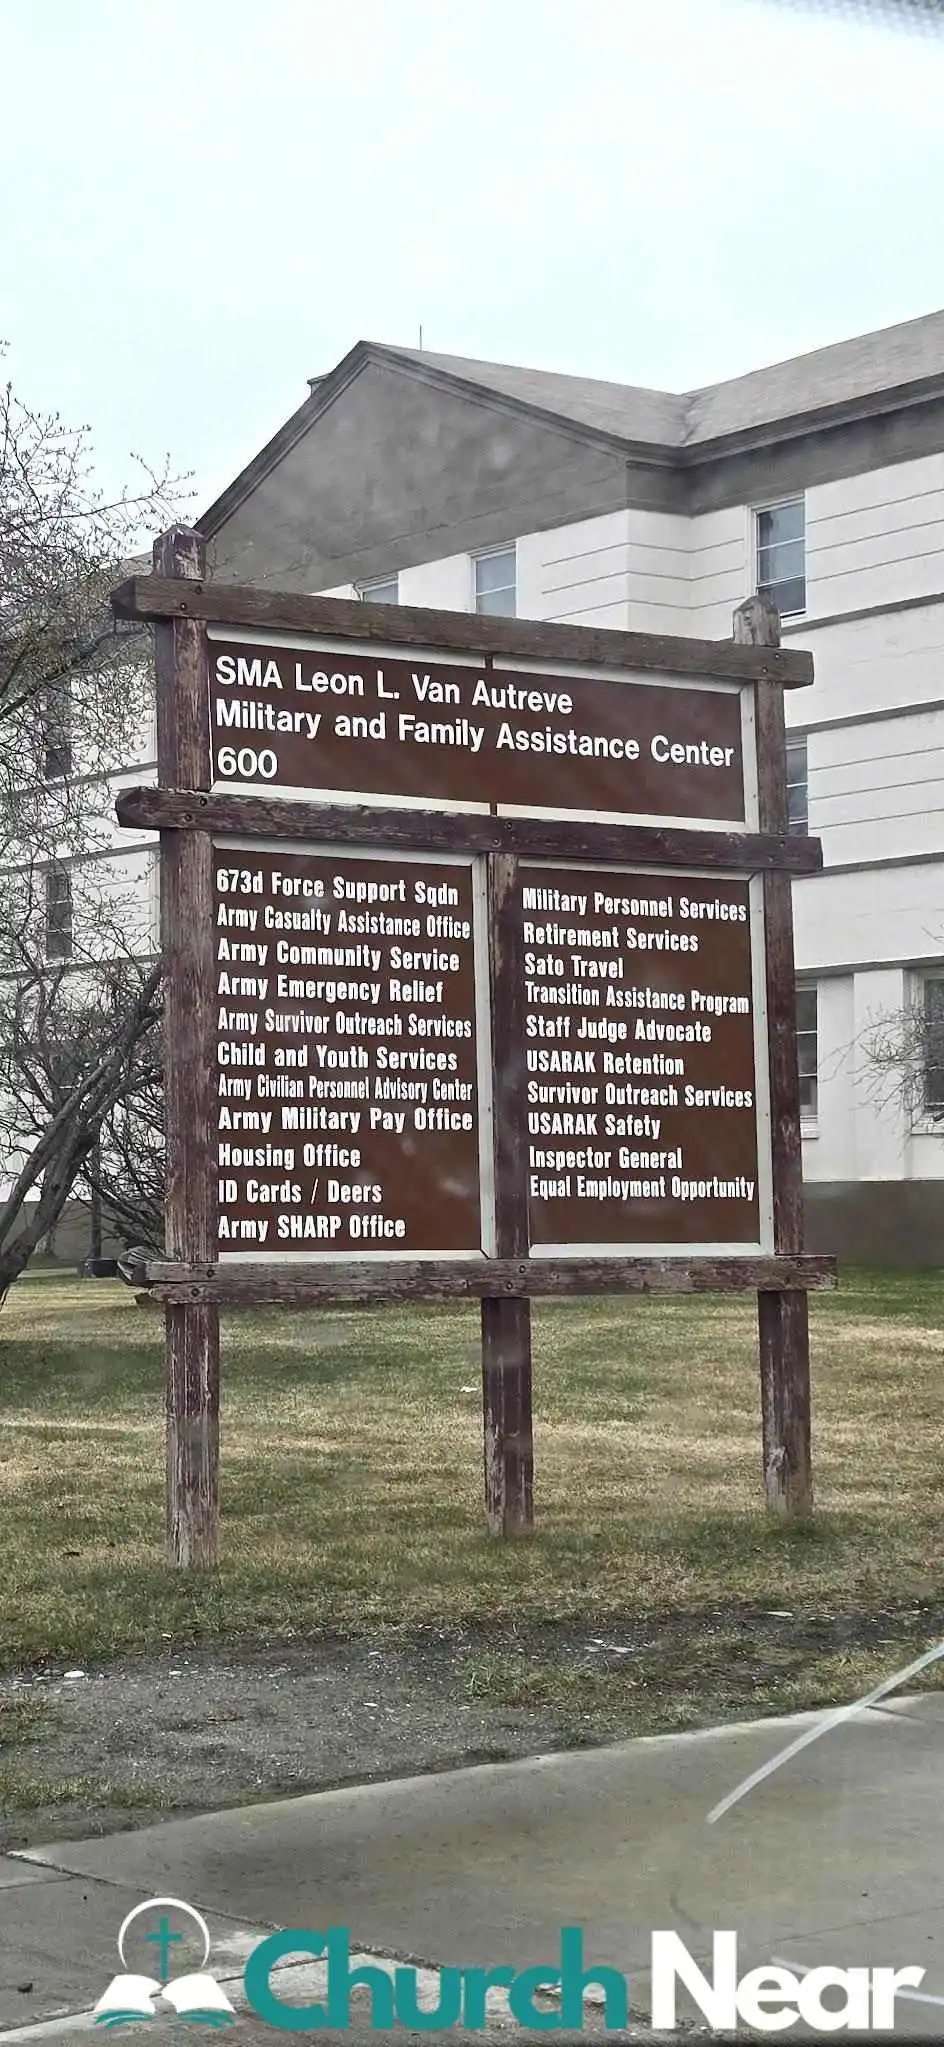 SMA Leon L. Van Autreve
Military and Family Assistance Center
600
673d Force Support Sqdn
Army Casualty Assistance Office
Army Community Service
Army Emergency Relief
Army Survivor Outreach Services
Child and Youth Services
Army Civilian Personnel Advisory Center
Army Military Pay Office
Housing Office
ID Cards / Deers
Army SHARP Office
Military Personnel Services
Retirement Services
Sato Travel
Transition Assistance Program
Staff Judge Advocate
USARAK Retention
Survivor Outreach Services
USARAK Safety
Inspector General
Equal Employment Opportunity
Church Near